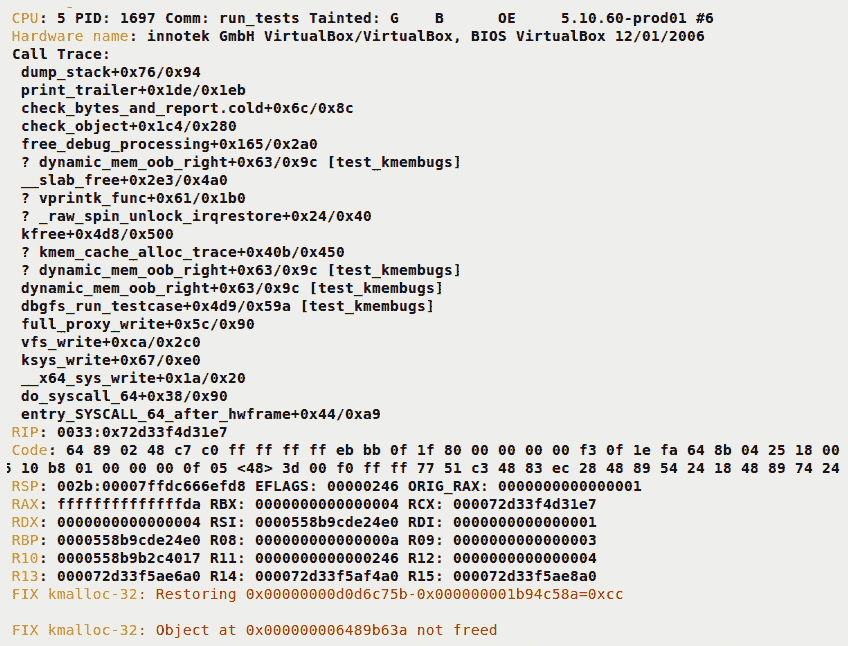 CPU: 5 PID: 1697 Comm: run_tests Tainted: G    B      OE     5.10.60-prod01 #6
Hardware name: innotek GmbH VirtualBox/VirtualBox, BIOS VirtualBox 12/01/2006
Call Trace:
 dump_stack+0x76/0x94
 print_trailer+0x1de/0x1eb
 check_bytes_and_report.cold+0x6c/0x8c
 check_object+0x1c4/0x280
 free_debug_processing+0x165/0x2a0
 ? dynamic_mem_oob_right+0x63/0x9c [test_kmembugs]
 __slab_free+0x2e3/0x4a0
 ? vprintk_func+0x61/0x1b0
 ? _raw_spin_unlock_irqrestore+0x24/0x40
 kfree+0x4d8/0x500
 ? kmem_cache_alloc_trace+0x40b/0x450
 ? dynamic_mem_oob_right+0x63/0x9c [test_kmembugs]
 dynamic_mem_oob_right+0x63/0x9c [test_kmembugs]
 dbgfs_run_testcase+0x4d9/0x59a [test_kmembugs]
 full_proxy_write+0x5c/0x90
 vfs_write+0xca/0x2c0
 ksys_write+0x67/0xe0
 __x64_sys_write+0x1a/0x20
 do_syscall_64+0x38/0x90
 entry_SYSCALL_64_after_hwframe+0x44/0xa9
RIP: 0033:0x72d33f4d31e7
Code: 64 89 02 48 c7 c0 ff ff ff ff eb bb 0f 1f 80 00 00 00 00 f3 0f 1e fa 64 8b 04 25 18 00
10 b8 01 00 00 00 0f 05 <48> 3d 00 f0 ff ff 77 51 c3 48 83 ec 28 48 89 54 24 18 48 89 74 24
RSP: 002b:00007ffdc666efd8 EFLAGS: 00000246 ORIG_RAX: 0000000000000001
RAX: ffffffffffffffda RBX: 0000000000000004 RCX: 000072d33f4d31e7
RDX: 0000000000000004 RSI: 0000558b9cde24e0 RDI: 0000000000000001
RBP: 0000558b9cde24e0 R08: 000000000000000a R09: 0000000000000003
R10: 0000558b9b2c4017 R11: 0000000000000246 R12: 0000000000000004
R13: 000072d33f5ae6a0 R14: 000072d33f5af4a0 R15: 000072d33f5ae8a0
FIX kmalloc-32: Restoring 0x00000000d0d6c75b-0x000000001b94c58a=0xcc
FIX kmalloc-32: Object at 0x000000006489b63a not freed